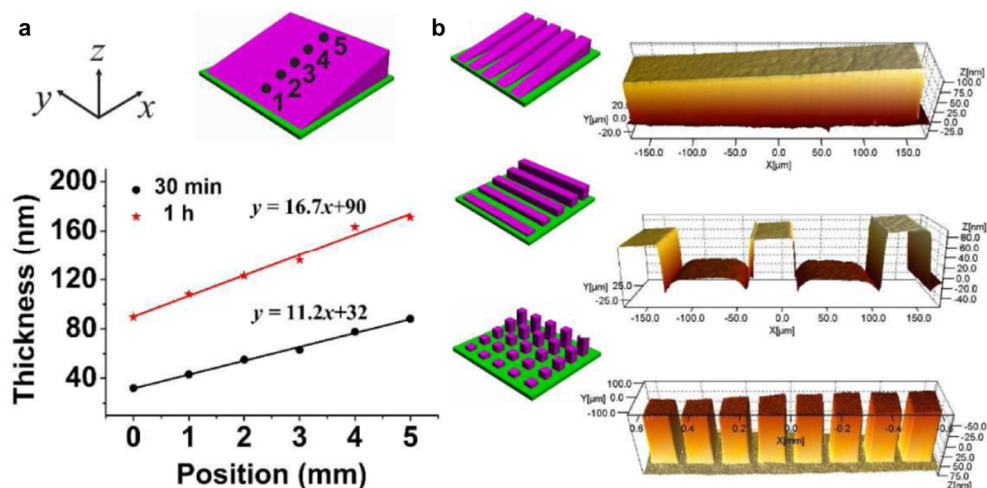 a
b
z
y
x
1 2 3 4 5
200
160
120
80
40
Thickness (nm)
30 min
1 h
y = 16.7x+90
y = 11.2x+32
0 1 2 3 4 5
Position (mm)
Z[nm]
100.0
75.0
50.0
25.0
0.0
-25.0
20.
Y[µm] 0.0
-20.0
-150.0 -100.0 -50.0 0.0 50.0 100.0 150.0
X[µm]
Z[nm]
80.0
60.0
40.0
20.0
0.0
-20.0
-40.0
Y[µm] 25.0
0.0
-25.0
-150.0 -100.0 -50.0 0.0 50.0 100.0 150.0
X[µm]
100.0
Y[µm] 0.0
-100.0
0.6 0.4 0.2 0.0 -0.2 -0.4 -0.6
X[mm]
-50.0
-25.0
0.0
25.0
50.0
75.0
Z[nm]